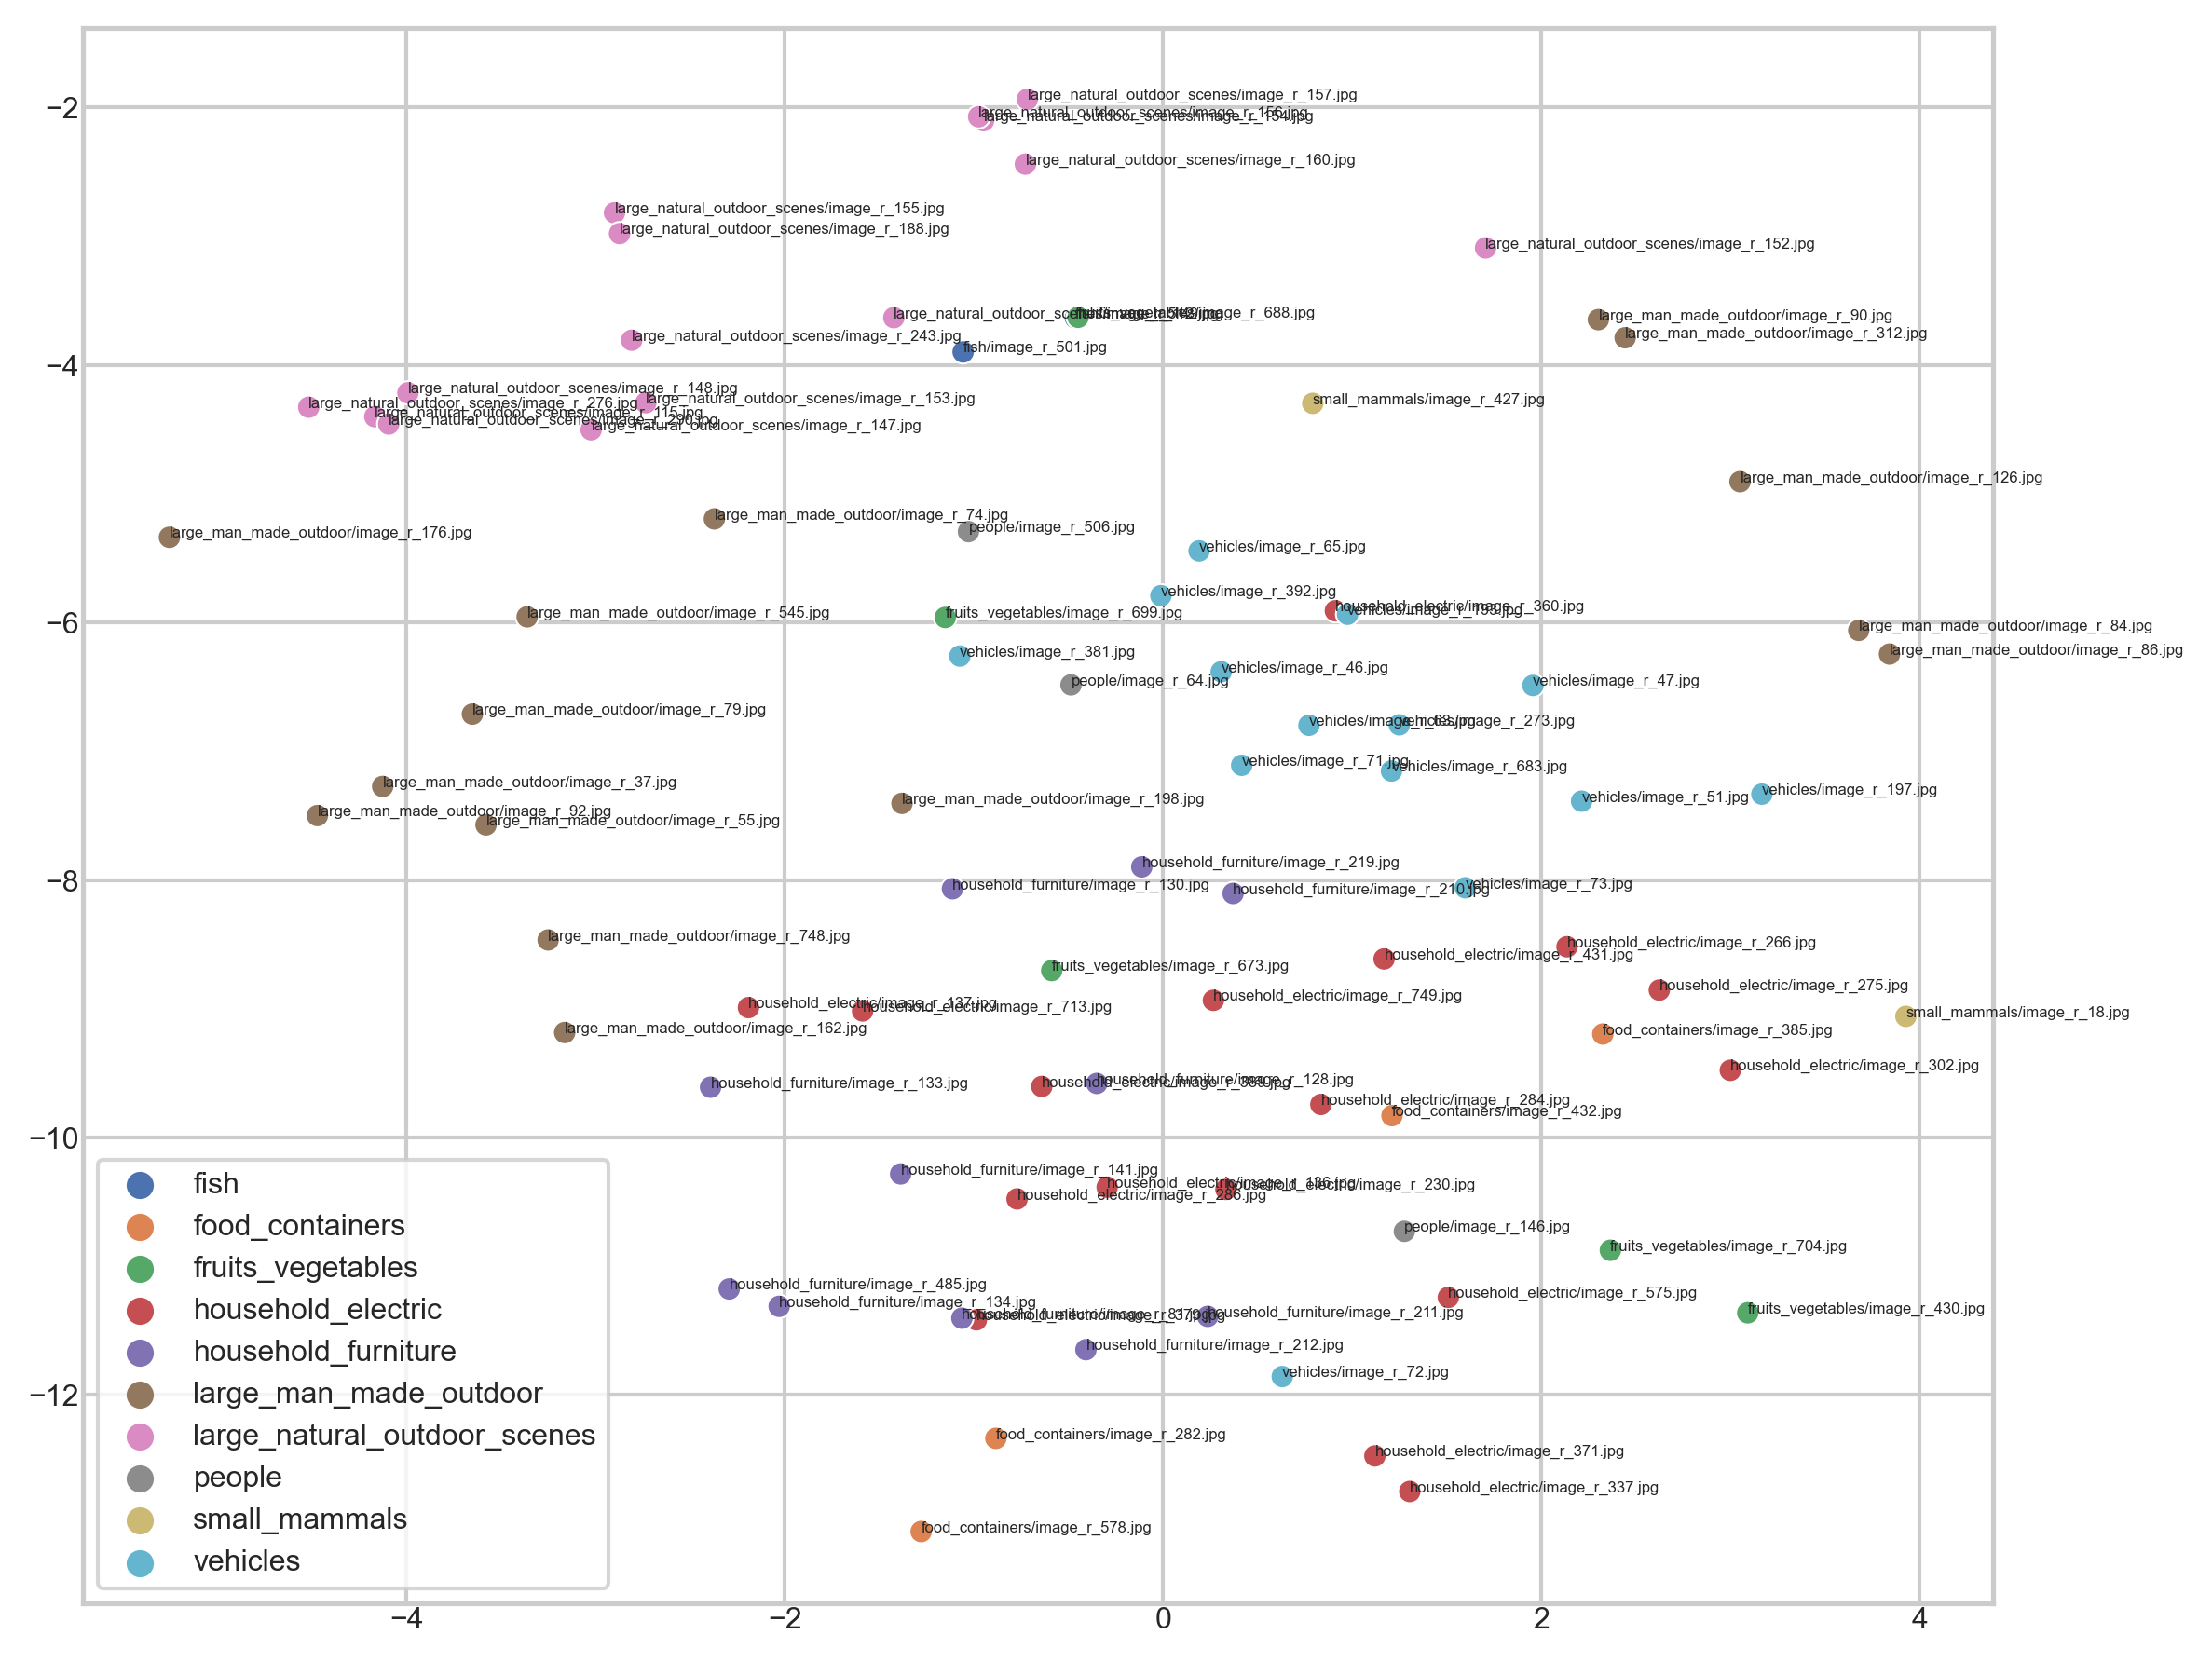 large_natural_outdoor_scenes/image_r_157.jpg
−2
large_natural_outdoor_scenes/image_r_156.jpg
large_natural_outdoor_scenes/image_r_154.jpg
large_natural_outdoor_scenes/image_r_160.jpg
large_natural_outdoor_scenes/image_r_155.jpg
large_natural_outdoor_scenes/image_r_188.jpg
large_natural_outdoor_scenes/image_r_152.jpg
fruits_vegetables/image_r_688.jpg
large_man_made_outdoor/image_r_90.jpg
large_man_made_outdoor/image_r_312.jpg
large_natural_outdoor_scenes/image_r_243.jpg
fish/image_r_501.jpg
−4
large_natural_outdoor_scenes/image_r_148.jpg
large_natural_outdoor_scenes/image_r_276.jpg
large_natural_outdoor_scenes/image_r_153.jpg
small_mammals/image_r_427.jpg
large_natural_outdoor_scenes/image_r_115.jpg
large_natural_outdoor_scenes/image_r_290.jpg
large_natural_outdoor_scenes/image_r_147.jpg
large_man_made_outdoor/image_r_126.jpg
large_man_made_outdoor/image_r_74.jpg
large_man_made_outdoor/image_r_176.jpg
people/image_r_506.jpg
vehicles/image_r_65.jpg
vehicles/image_r_392.jpg
household_electric/image_r_360.jpg
vehicles/image_r_193.jpg
−6
large_man_made_outdoor/image_r_545.jpg
fruits_vegetables/image_r_699.jpg
large_man_made_outdoor/image_r_84.jpg
vehicles/image_r_381.jpg
large_man_made_outdoor/image_r_86.jpg
vehicles/image_r_46.jpg
people/image_r_64.jpg
vehicles/image_r_47.jpg
large_man_made_outdoor/image_r_79.jpg
vehicles/image_r_63.jpg
vehicles/image_r_273.jpg
vehicles/image_r_71.jpg
vehicles/image_r_683.jpg
large_man_made_outdoor/image_r_37.jpg
vehicles/image_r_197.jpg
vehicles/image_r_51.jpg
large_man_made_outdoor/image_r_198.jpg
large_man_made_outdoor/image_r_92.jpg
large_man_made_outdoor/image_r_55.jpg
household_furniture/image_r_219.jpg
−8
household_furniture/image_r_130.jpg
household_furniture/image_r_210.jpg
vehicles/image_r_73.jpg
large_man_made_outdoor/image_r_748.jpg
household_electric/image_r_266.jpg
household_electric/image_r_431.jpg
fruits_vegetables/image_r_673.jpg
household_electric/image_r_275.jpg
household_electric/image_r_749.jpg
household_electric/image_r_137.jpg
household_electric/image_r_713.jpg
small_mammals/image_r_18.jpg
large_man_made_outdoor/image_r_162.jpg
food_containers/image_r_385.jpg
household_electric/image_r_302.jpg
household_furniture/image_r_133.jpg
household_furniture/image_r_128.jpg
household_electric/image_r_284.jpg
food_containers/image_r_432.jpg
−10
household_furniture/image_r_141.jpg
household_electric/image_r_136.jpg
household_electric/image_r_230.jpg
household_electric/image_r_286.jpg
people/image_r_146.jpg
fruits_vegetables/image_r_704.jpg
household_furniture/image_r_485.jpg
household_furniture/image_r_134.jpg
household_electric/image_r_575.jpg
household_furniture/image_r_211.jpg
fruits_vegetables/image_r_430.jpg
household_furniture/image_r_212.jpg
vehicles/image_r_72.jpg
−12
food_containers/image_r_282.jpg
household_electric/image_r_371.jpg
household_electric/image_r_337.jpg
food_containers/image_r_578.jpg
fish
food_containers
fruits_vegetables
household_electric
household_furniture
large_man_made_outdoor
large_natural_outdoor_scenes
people
small_mammals
vehicles
−4
−2
0
2
4